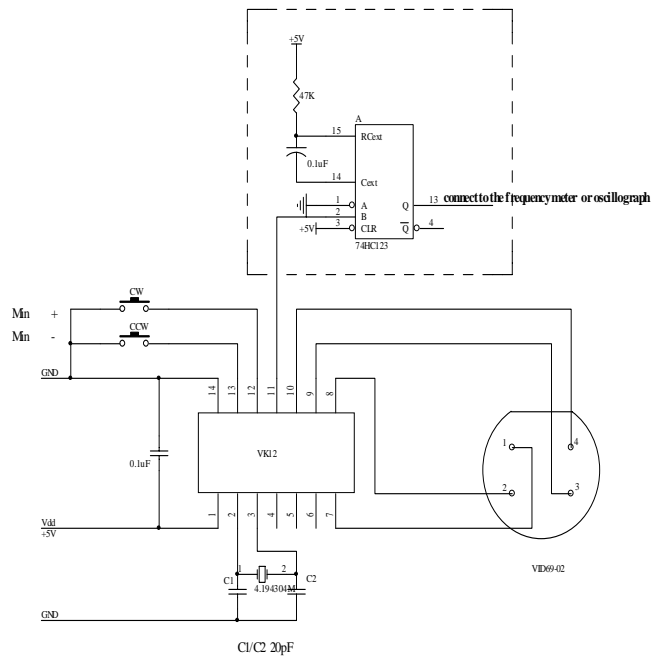 +5V
47K
A
15 RCext
0.1uF
14 Cext
1 A
2 B
+5V 3 CLR
Q 13 connect to the frequency meter or oscillograph
Q 4
74HC123
Min + CW
Min - CCW
GND
14 13 12 11 10 9 8
0.1uF
VK12
1 4
2 3
Vdd
+5V
1 2 3 4 5 6 7
VID69-02
1 2
C1 4.194304M C2
GND
C1/C2 20pF